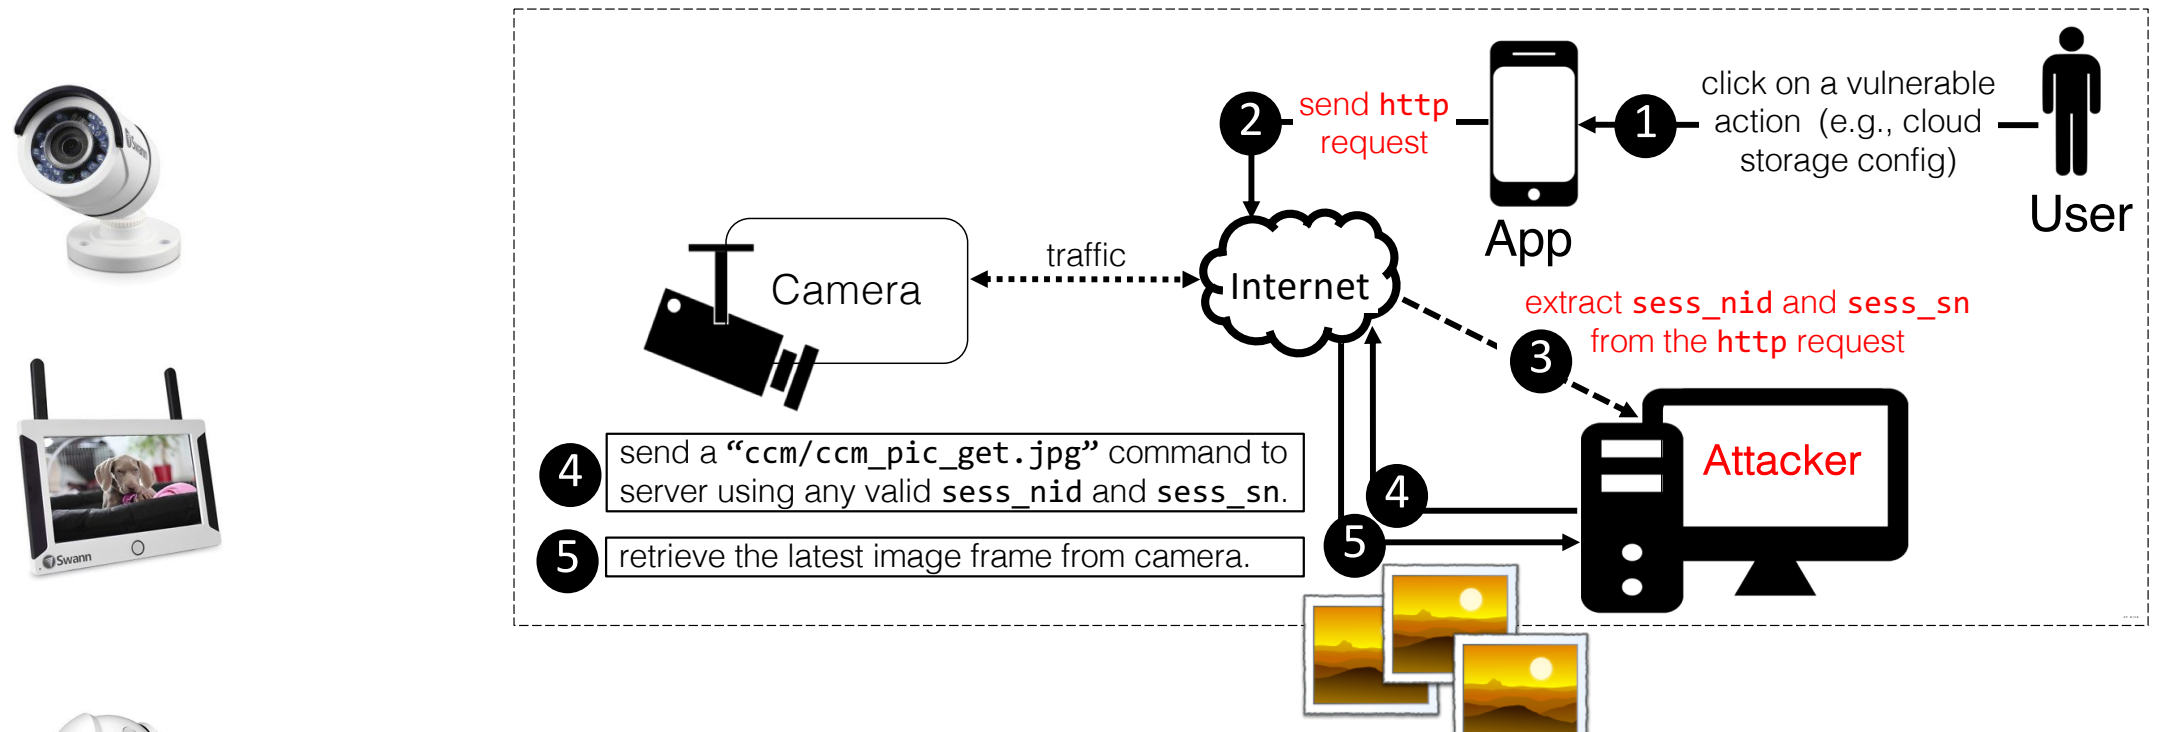 Swann
Swann
2
send http
request
1
click on a vulnerable
action (e.g., cloud
storage config)
User
App
Camera
traffic
Internet
extract sess_nid and sess_sn
from the http request
3
Attacker
4
send a “ccm/ccm_pic_get.jpg” command to
server using any valid sess_nid and sess_sn.
4
5
retrieve the latest image frame from camera.
5